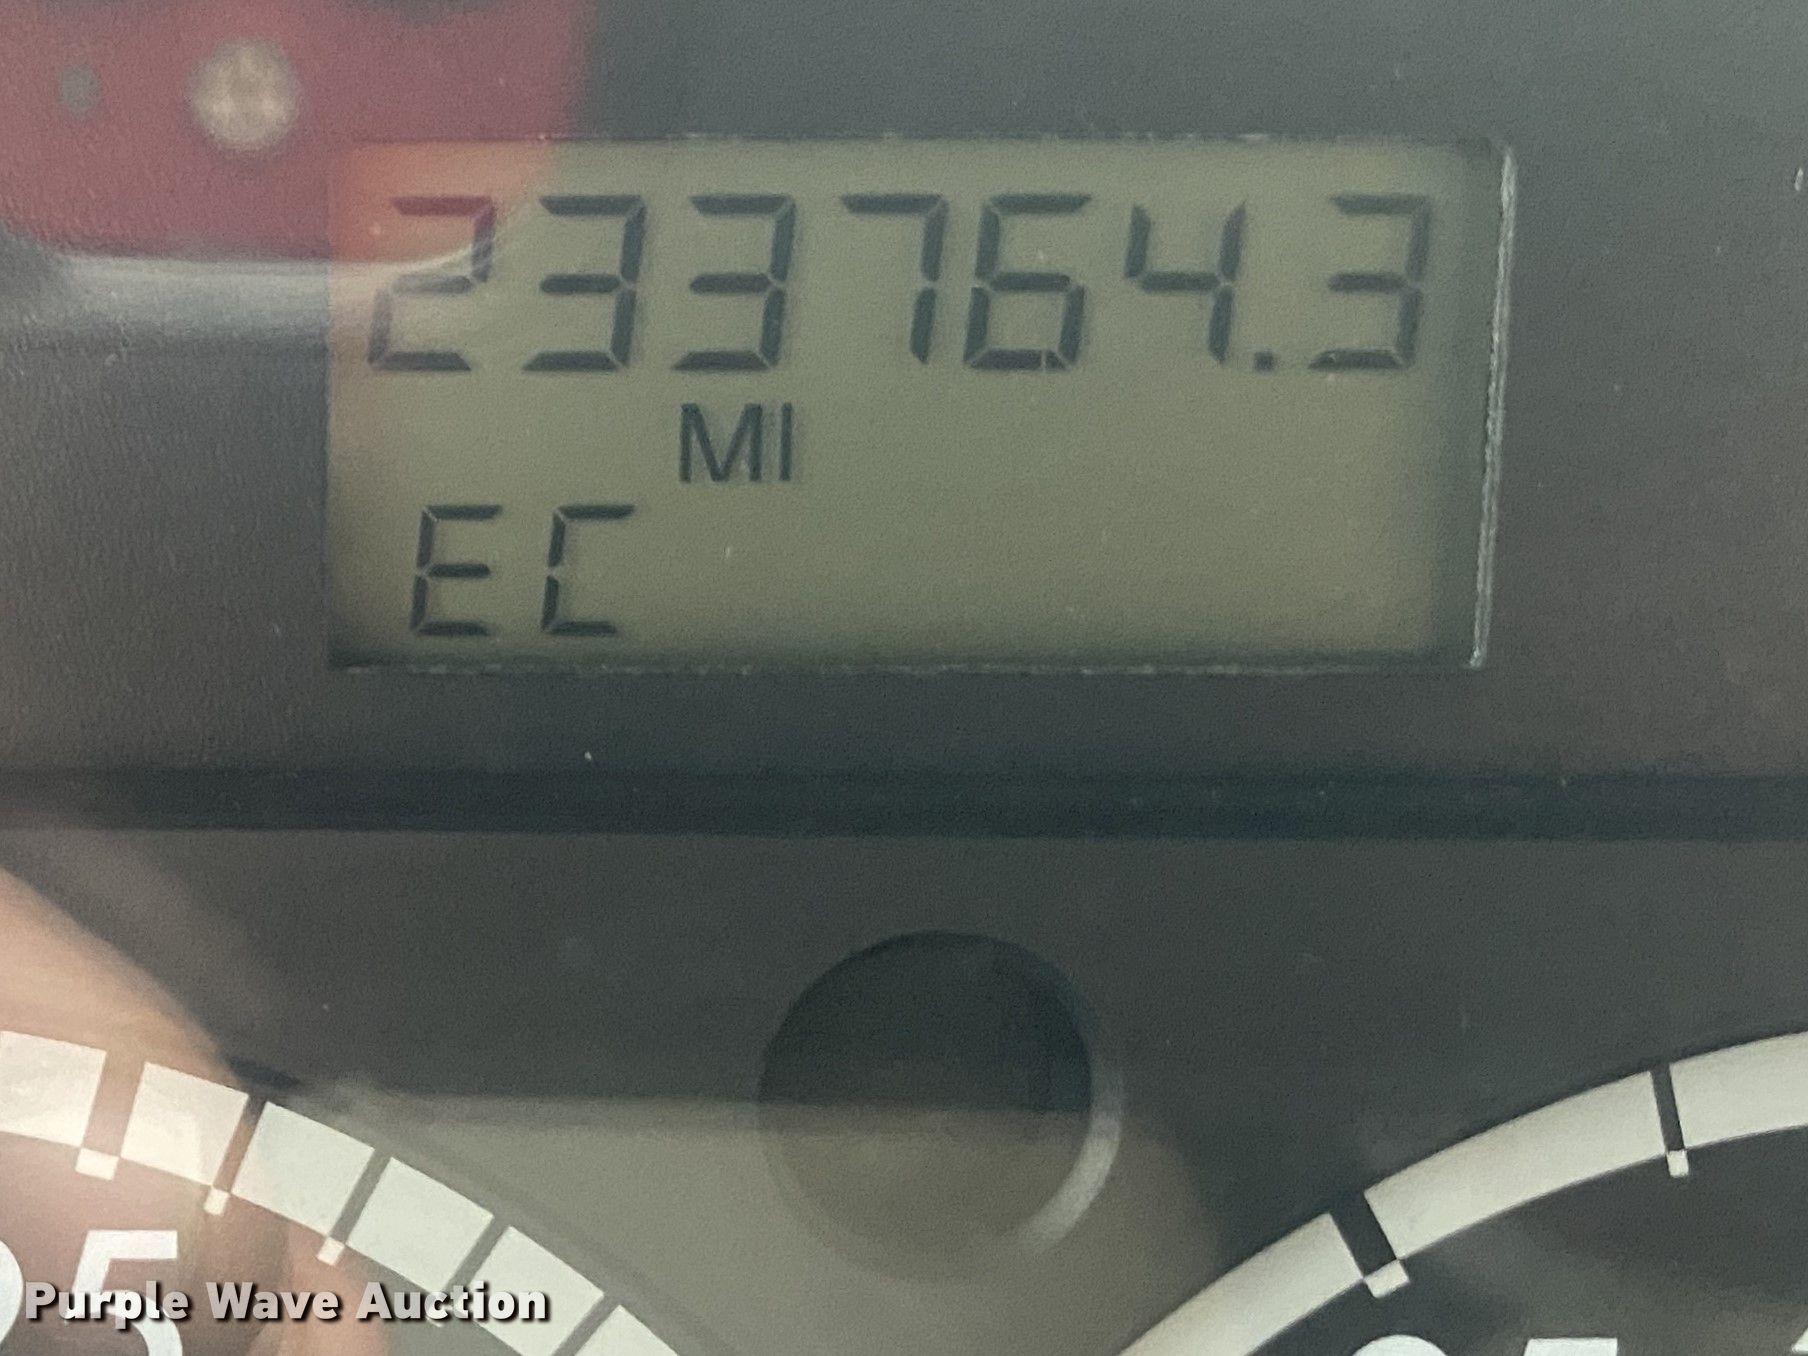 233764.3
MI
EC
Purple Wave Auction